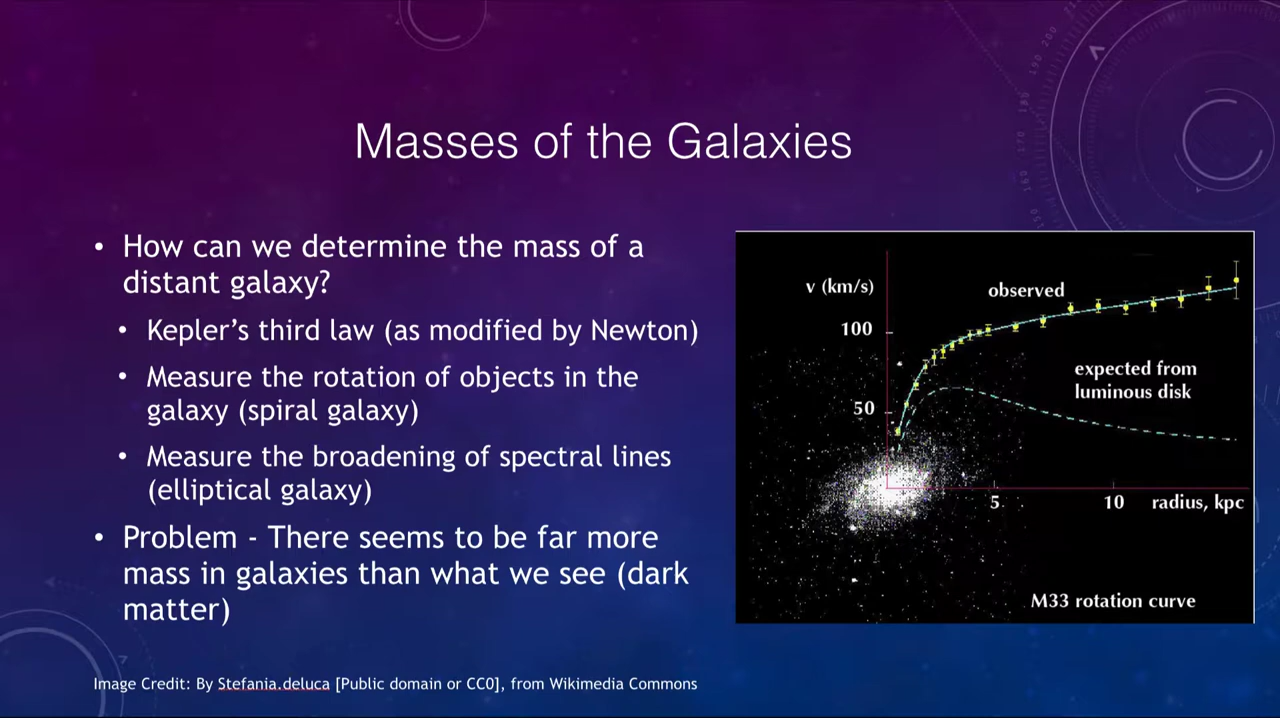 Masses of the Galaxies
• How can we determine the mass of a
distant galaxy?
• Kepler’s third law (as modified by Newton)
• Measure the rotation of objects in the
galaxy (spiral galaxy)
• Measure the broadening of spectral lines
(elliptical galaxy)
• Problem - There seems to be far more
mass in galaxies than what we see (dark
matter)
v (km/s)
observed
100
expected from
luminous disk
50
5
10
radius, kpc
M33 rotation curve
Image Credit: By Stefania.deluca [Public domain or CC0], from Wikimedia Commons